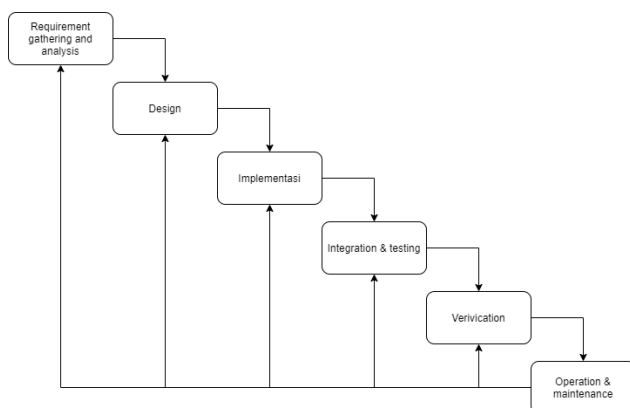 Requirement
gathering and
analysis
Design
Implementasi
Integration & testing
Verivication
Operation &
maintenance